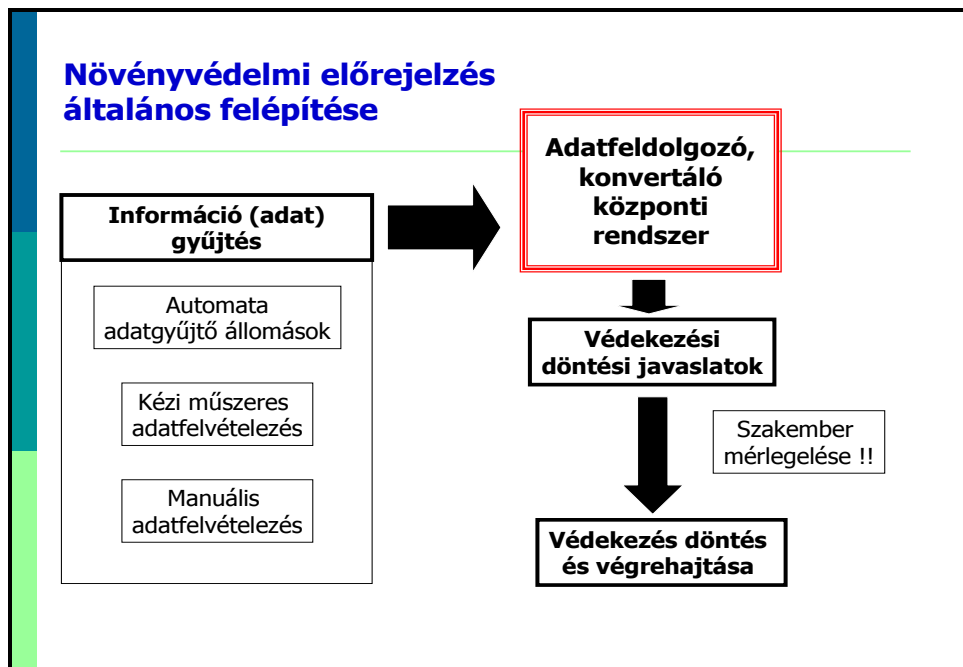 Növényvédelmi előrejelzés
általános felépítése
Információ (adat)
gyűjtés
Automata
adatgyűjtő állomások
Kézi műszeres
adatfelvételezés
Manuális
adatfelvételezés
Adatfeldolgozó,
konvertáló
központi
rendszer
Védekezési
döntési javaslatok
Szakember
mérlegelése !!
Védekezés döntés
és végrehajtása